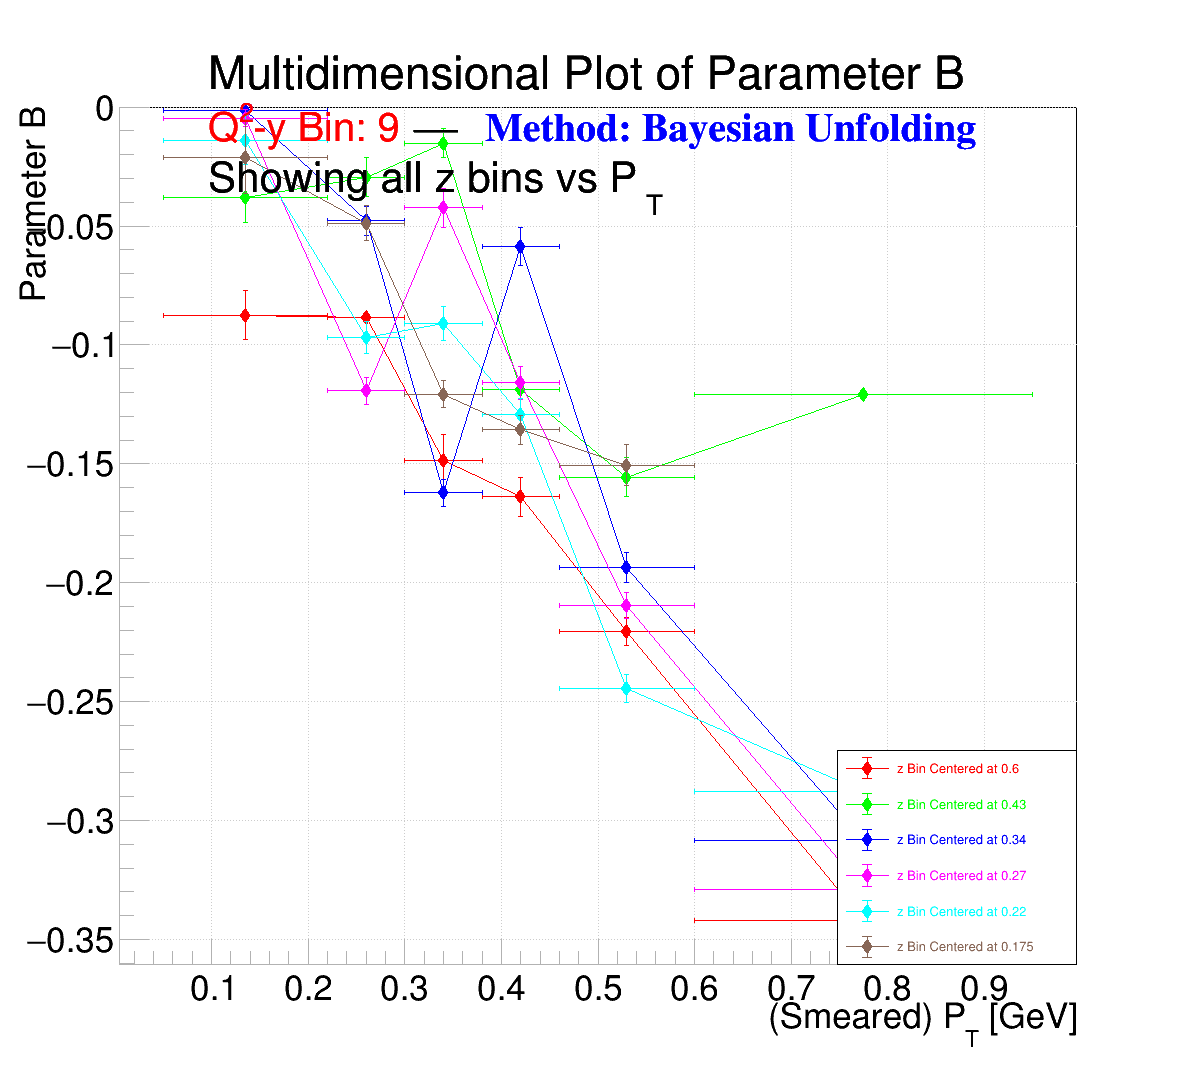 Multidimensional Plot of Parameter B
Q²-y Bin: 9 — Method: Bayesian Unfolding
Showing all z bins vs P_T
Parameter B
0
−0.05
−0.1
−0.15
−0.2
−0.25
−0.3
−0.35
z Bin Centered at 0.6
z Bin Centered at 0.43
z Bin Centered at 0.34
z Bin Centered at 0.27
z Bin Centered at 0.22
z Bin Centered at 0.175
0.1 0.2 0.3 0.4 0.5 0.6 0.7 0.8 0.9
(Smeared) P_T [GeV]